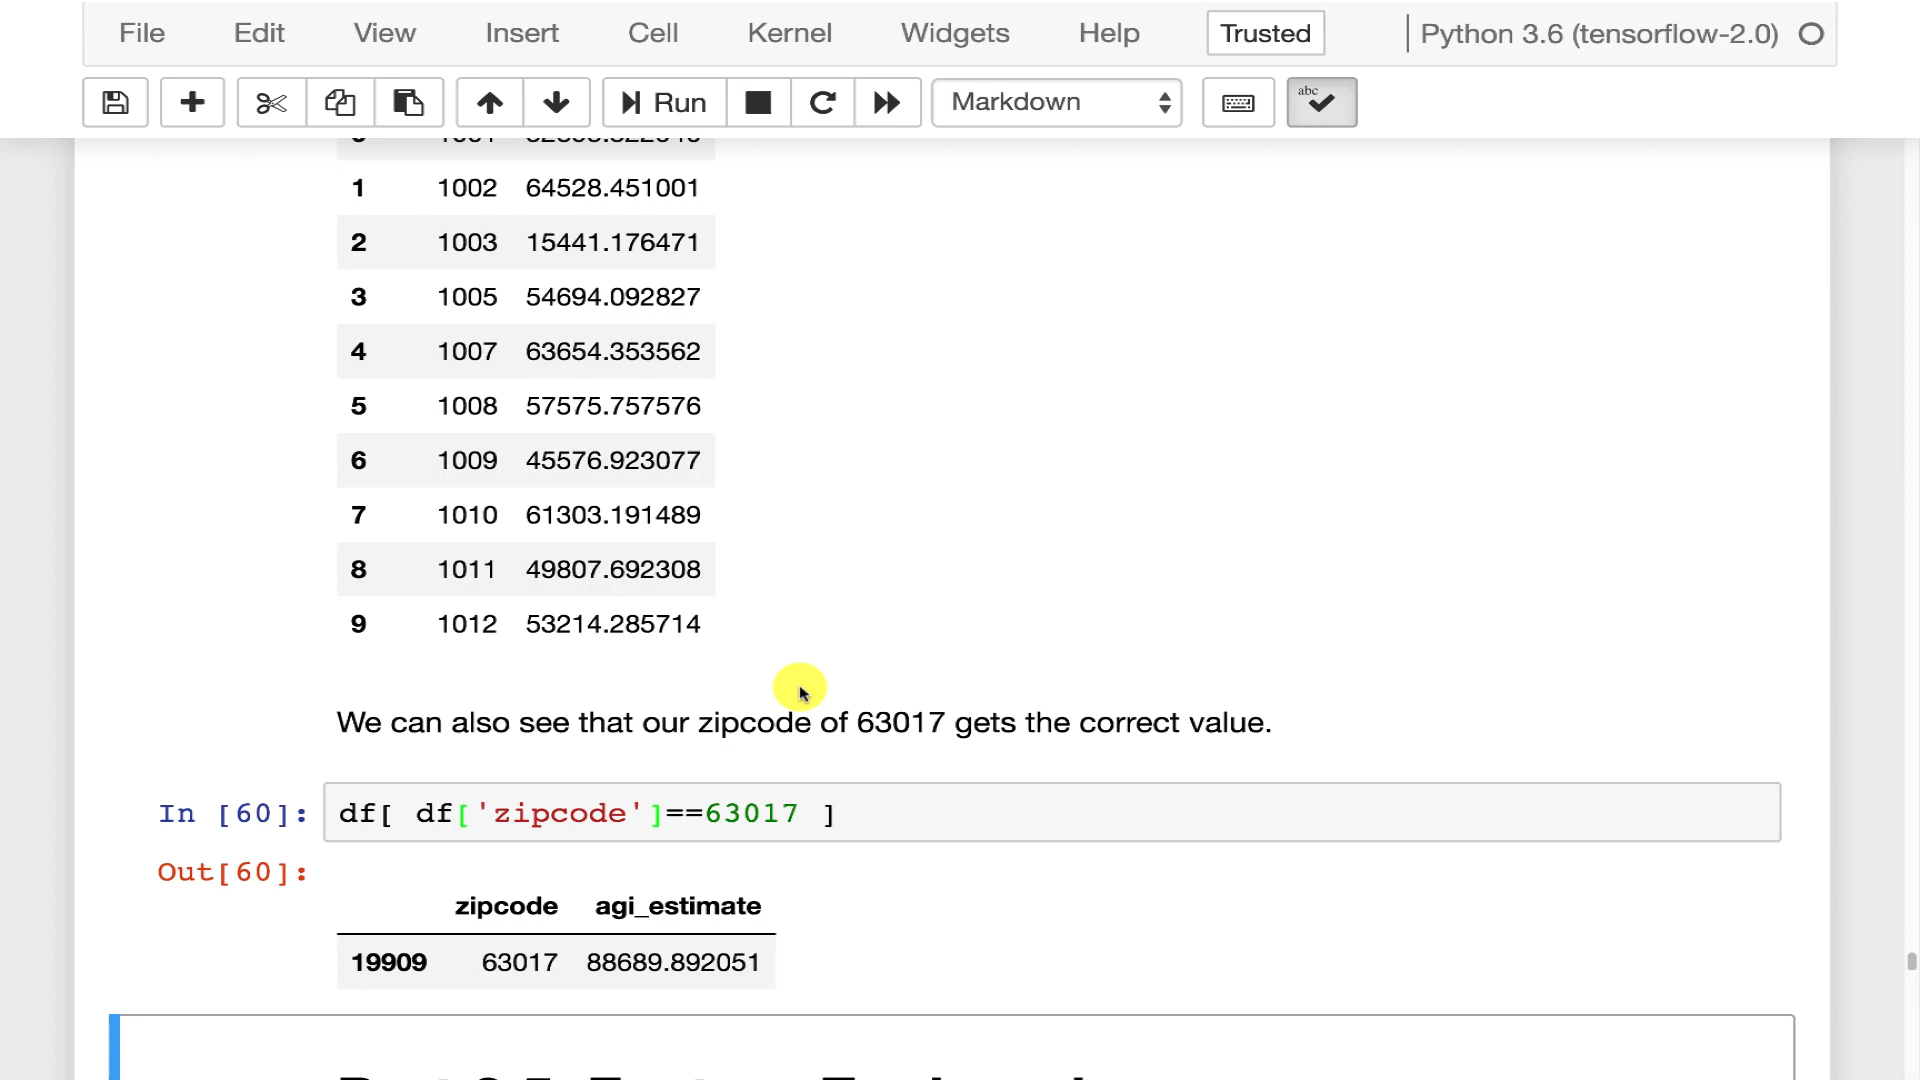 File Edit View Insert Cell Kernel Widgets Help Trusted Python 3.6 (tensorflow-2.0)
Run Markdown abc
1 1002 64528.451001
2 1003 15441.176471
3 1005 54694.092827
4 1007 63654.353562
5 1008 57575.757576
6 1009 45576.923077
7 1010 61303.191489
8 1011 49807.692308
9 1012 53214.285714
We can also see that our zipcode of 63017 gets the correct value.
In [60]: df[ df['zipcode']==63017 ]
Out[60]:
zipcode agi_estimate
19909 63017 88689.892051